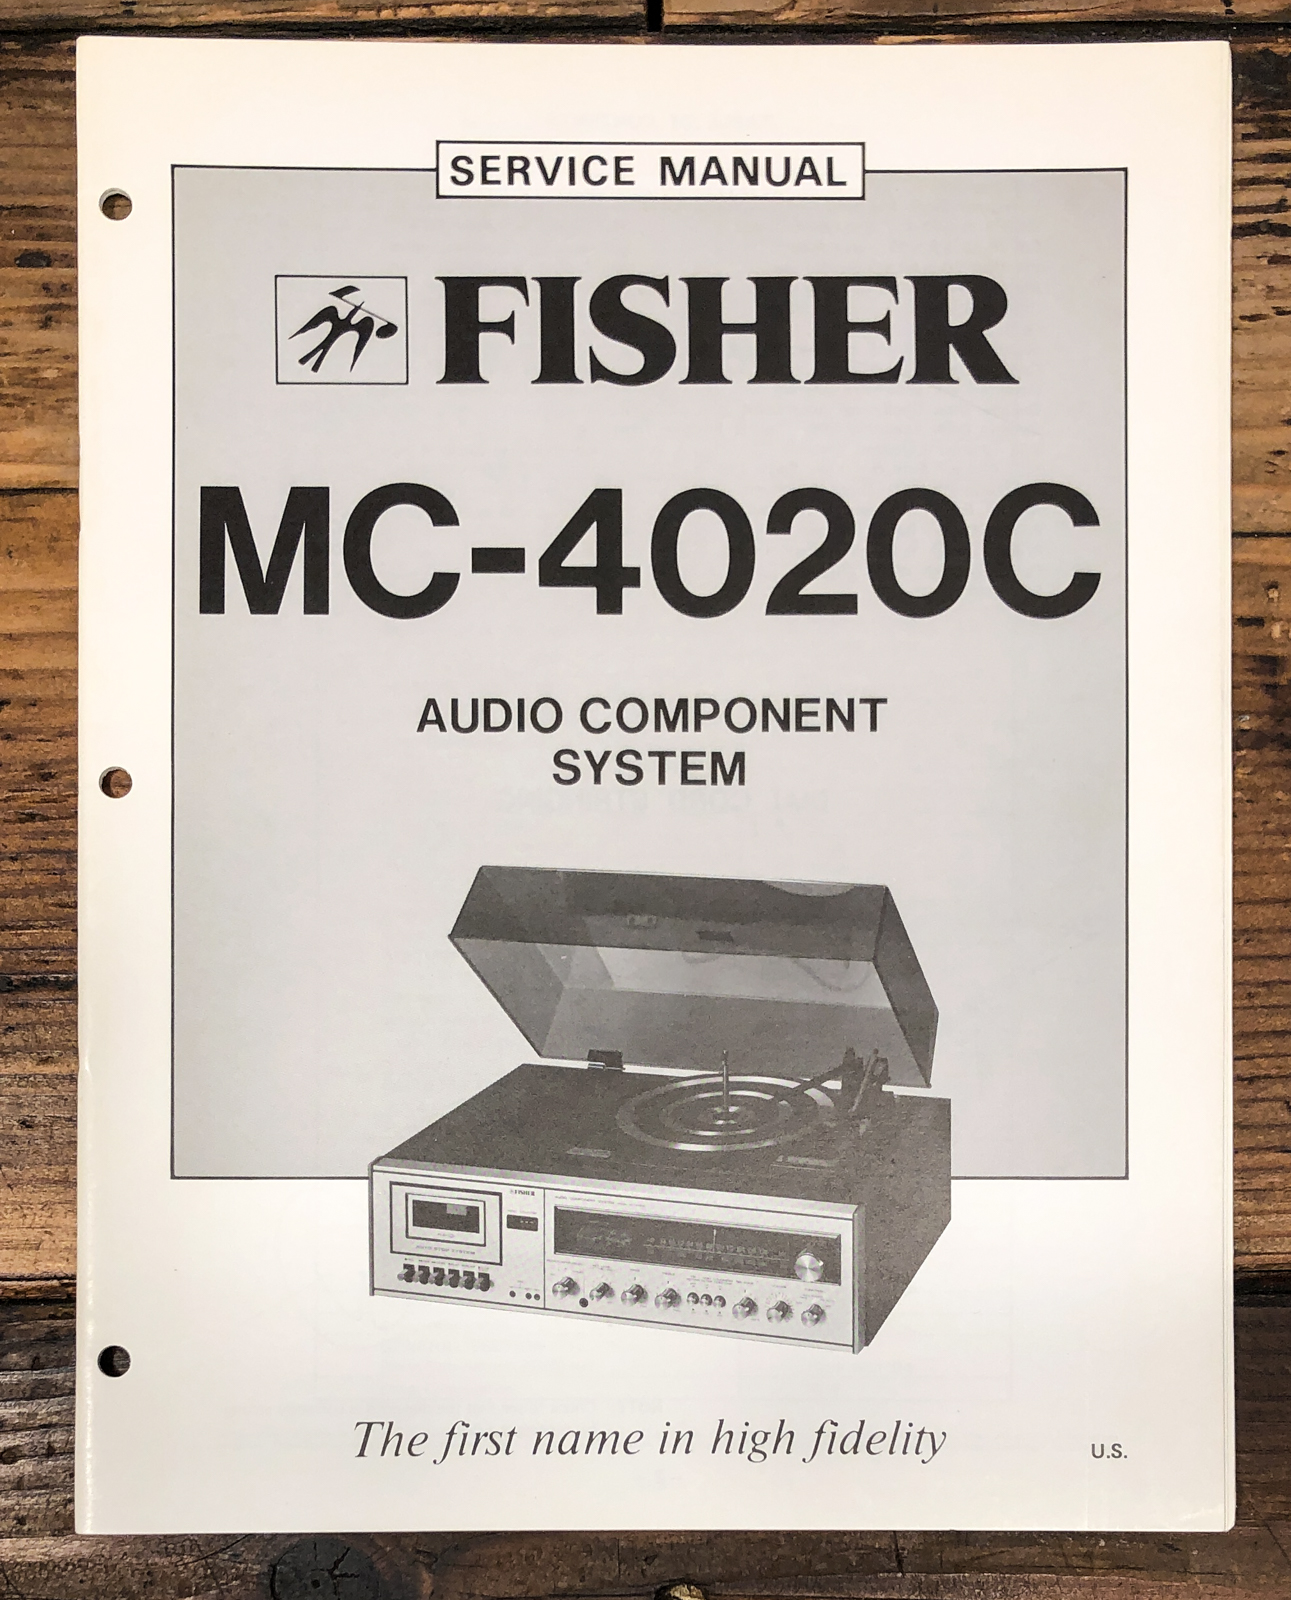 SERVICE MANUAL
FISHER
MC-4020C
AUDIO COMPONENT
SYSTEM
FISHER
The first name in high fidelity
U.S.